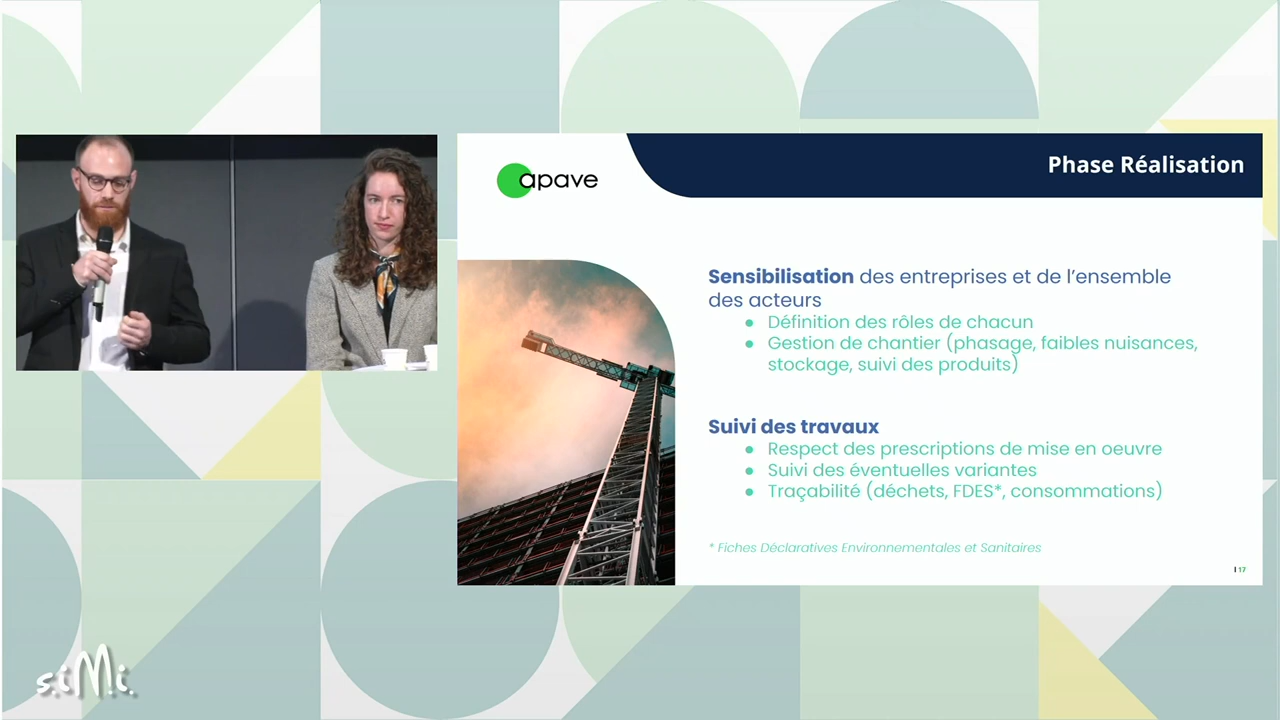 apave
Phase Réalisation
Sensibilisation des entreprises et de l'ensemble
des acteurs
● Définition des rôles de chacun
● Gestion de chantier (phasage, faibles nuisances,
stockage, suivi des produits)
Suivi des travaux
● Respect des prescriptions de mise en oeuvre
● Suivi des éventuelles variantes
● Traçabilité (déchets, FDES*, consommations)
* Fiches Déclaratives Environnementales et Sanitaires
| 17
s.iMi.